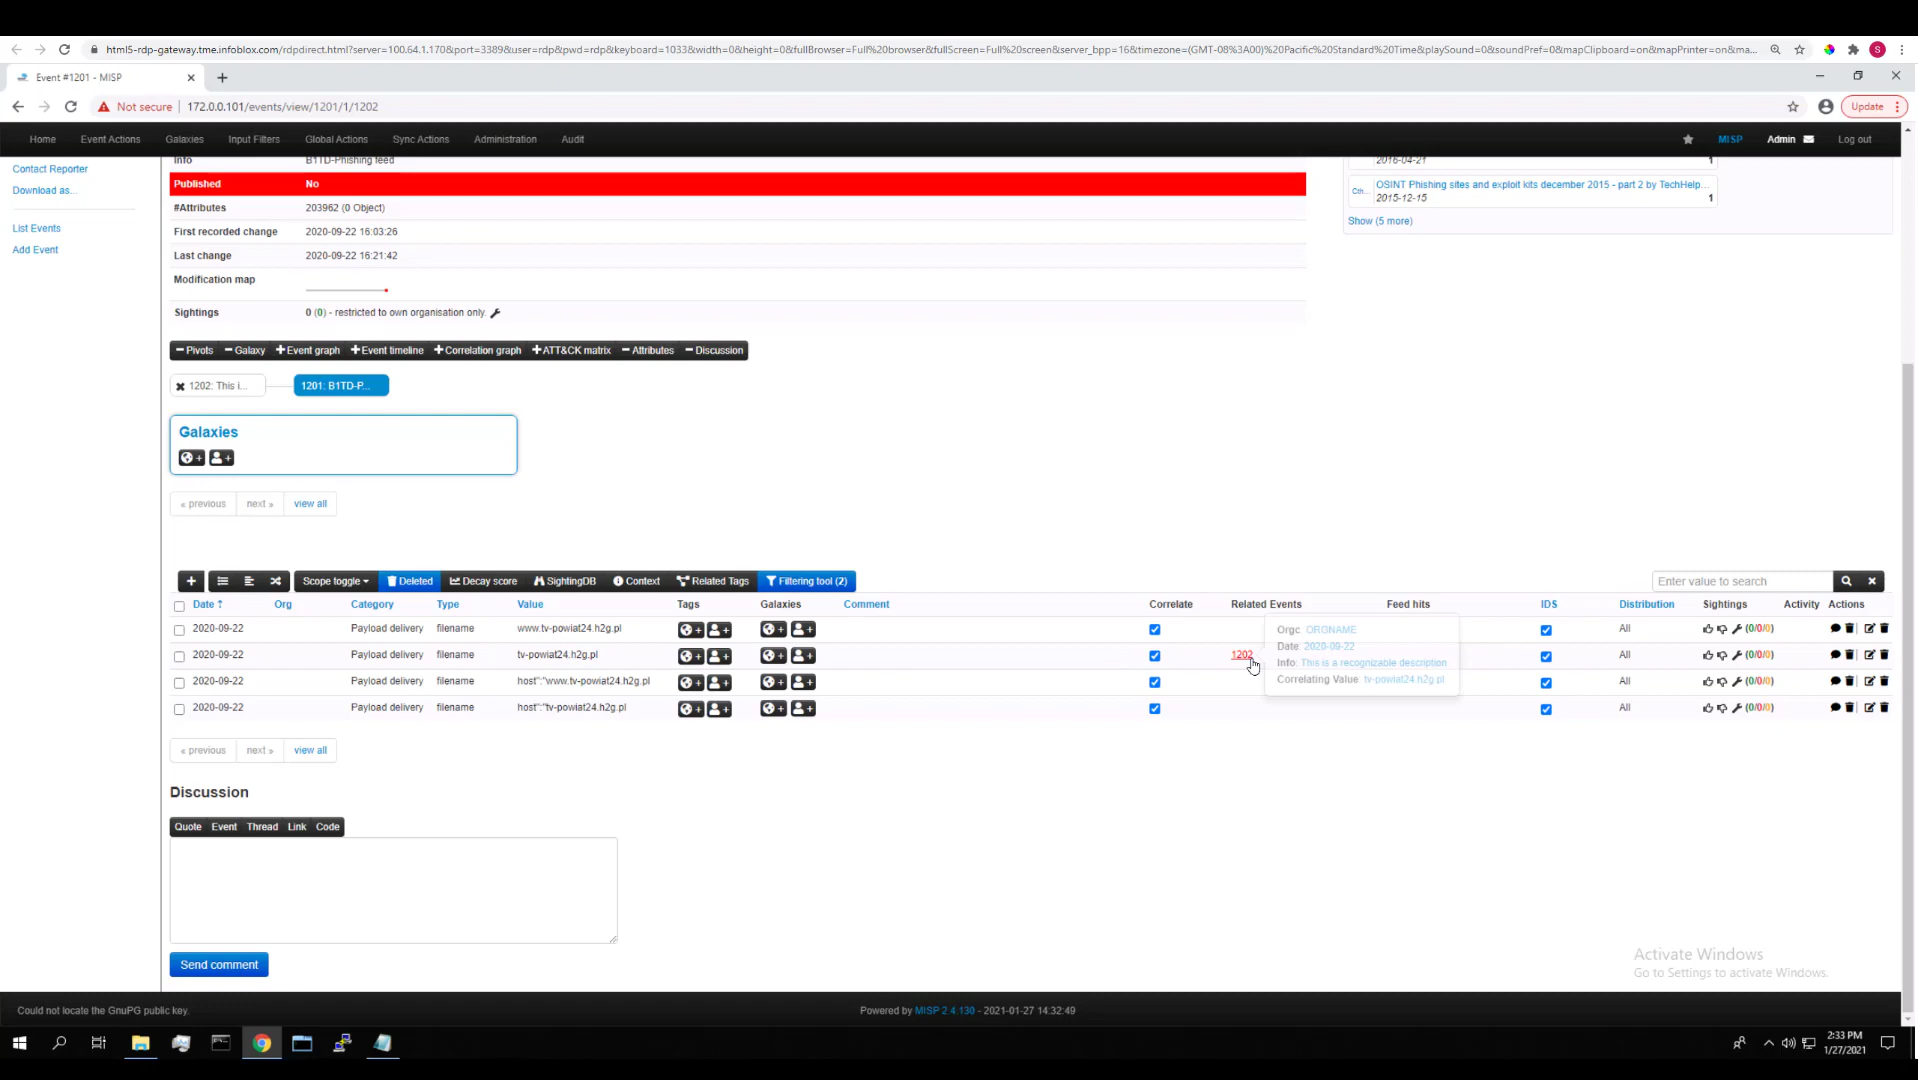 html5-rdp-gateway.tme.infoblox.com/rdpdirect.html?server=100.64.1.170&port=3389&user=rdp&pwd=rdp&keyboard=1033&width=0&height=0&fullBrowser=Full%20browser&fullScreen=Full%20screen&server_bpp=16&timezone=(GMT-08%3A00)%20Pacific%20Standard%20Time&playSound=0&soundPref=0&mapClipboard=on&mapPrinter=on&ma... S
Event #1201 - MISP
Not secure 172.0.0.101/events/view/1201/1/1202 Update
Home Event Actions Galaxies Input Filters Global Actions Sync Actions Administration Audit MISP Admin Log out
Contact Reporter
Download as...
List Events
Add Event
Info B1TD-Phishing feed
Published No
#Attributes 203962 (0 Object)
First recorded change 2020-09-22 16:03:26
Last change 2020-09-22 16:21:42
Modification map
Sightings 0 (0) - restricted to own organisation only.
2016-04-21 1
Cth... OSINT Phishing sites and exploit kits december 2015 - part 2 by TechHelp...
2015-12-15 1
Show (5 more)
Pivots Galaxy Event graph Event timeline Correlation graph ATT&CK matrix Attributes Discussion
1202: This i... 1201: B1TD-P...
Galaxies
« previous next » view all
Scope toggle Deleted Decay score SightingDB Context Related Tags Filtering tool (2) Enter value to search
Date Org Category Type Value Tags Galaxies Comment Correlate Related Events Feed hits IDS Distribution Sightings Activity Actions
2020-09-22 Payload delivery filename www.tv-powiat24.h2g.pl All (0/0/0)
2020-09-22 Payload delivery filename tv-powiat24.h2g.pl 1202 All (0/0/0)
2020-09-22 Payload delivery filename host":"www.tv-powiat24.h2g.pl All (0/0/0)
2020-09-22 Payload delivery filename host":"tv-powiat24.h2g.pl All (0/0/0)
Orgc: ORGNAME
Date: 2020-09-22
Info: This is a recognizable description
Correlating Value tv-powiat24.h2g.pl
« previous next » view all
Discussion
Quote Event Thread Link Code
Send comment
Activate Windows
Go to Settings to activate Windows.
Could not locate the GnuPG public key. Powered by MISP 2.4.130 - 2021-01-27 14:32:49
2:33 PM
1/27/2021